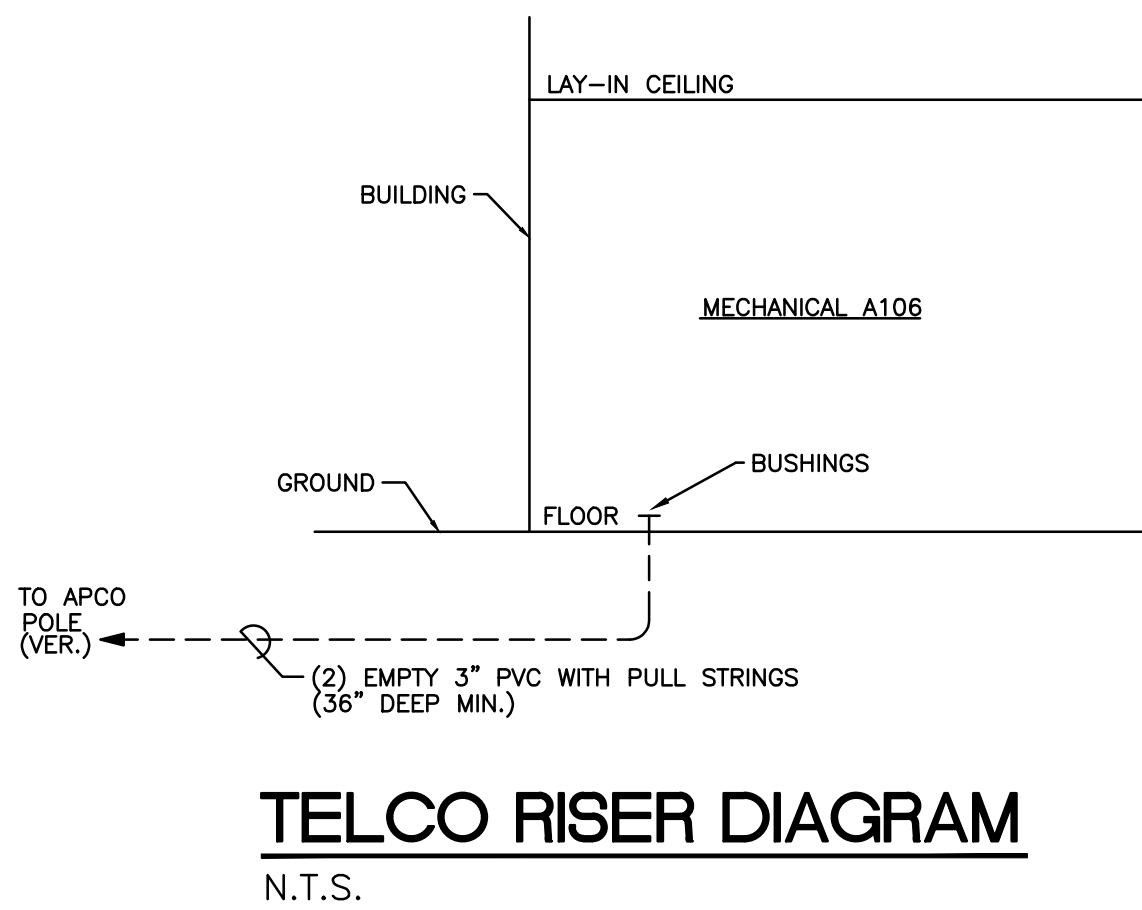 LAY-IN CEILING
BUILDING
MECHANICAL A106
BUSHINGS
GROUND
FLOOR
TO APCO
POLE
(VER.)
(2) EMPTY 3" PVC WITH PULL STRINGS
(36" DEEP MIN.)
TELCO RISER DIAGRAM
N.T.S.